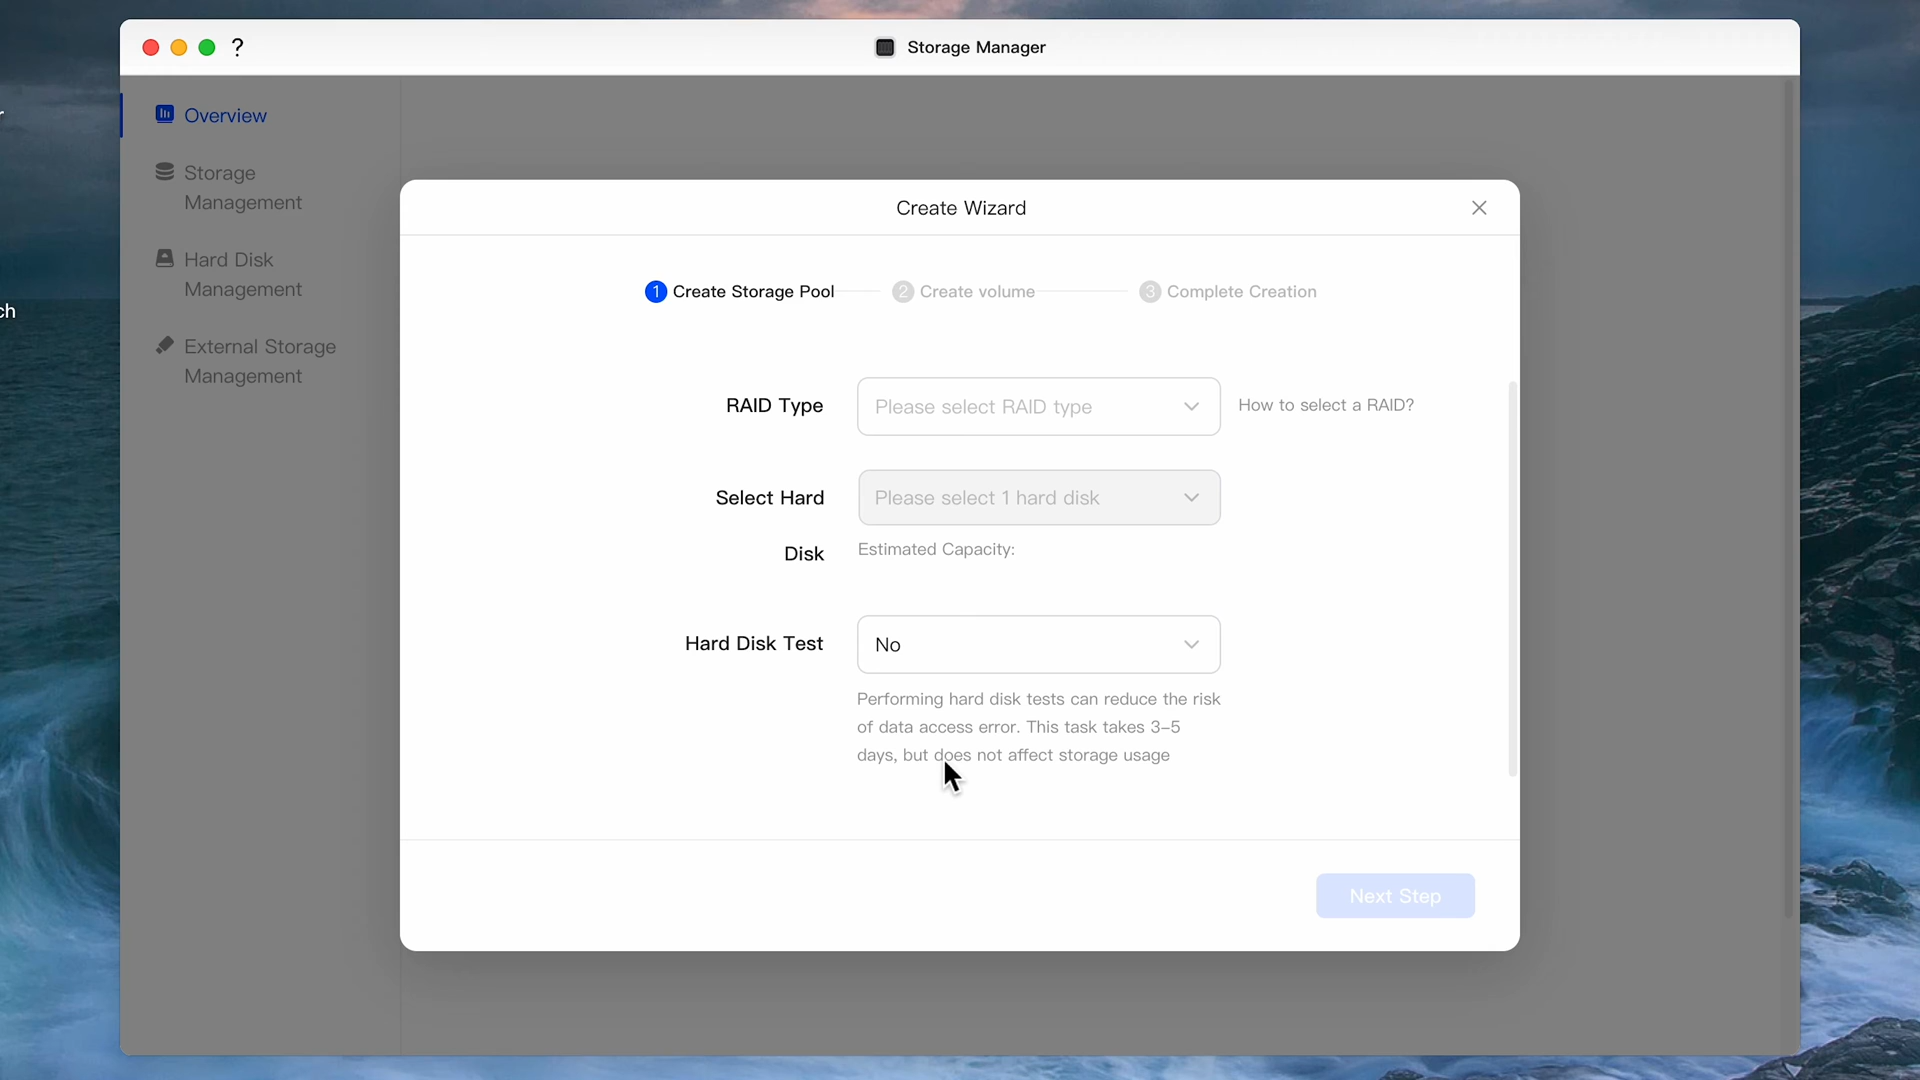 ?
Storage Manager
Overview
Storage
Management
Hard Disk
Management
External Storage
Management
Create Wizard
1 Create Storage Pool
2 Create volume
3 Complete Creation
RAID Type
Please select RAID type
How to select a RAID?
Select Hard
Disk
Please select 1 hard disk
Estimated Capacity:
Hard Disk Test
No
Performing hard disk tests can reduce the risk
of data access error. This task takes 3–5
days, but does not affect storage usage
Next Step